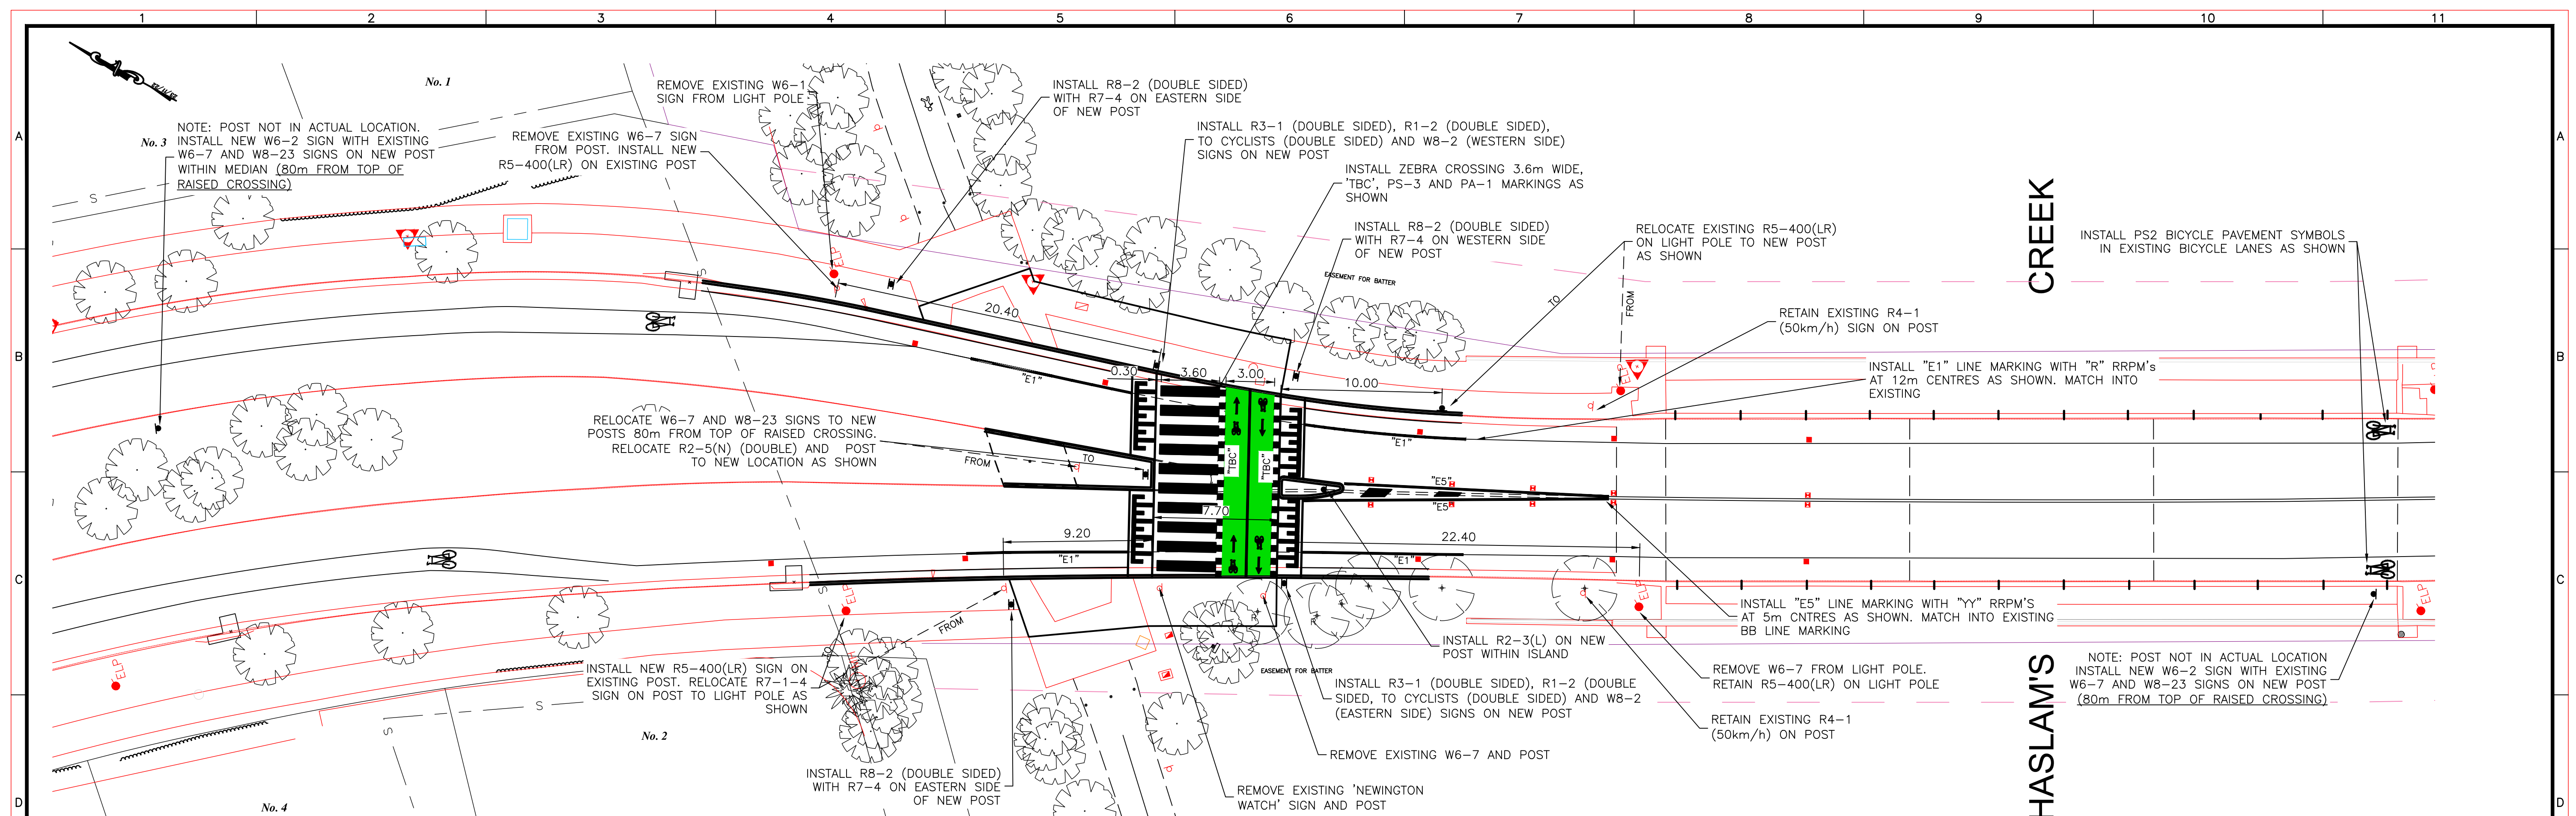 1 2 3 4 5 6 7 8 9 10 11
A
A
B
B
C
C
D
D
No. 1
No. 3
No. 2
No. 4
NOTE: POST NOT IN ACTUAL LOCATION.
INSTALL NEW W6-2 SIGN WITH EXISTING
W6-7 AND W8-23 SIGNS ON NEW POST
WITHIN MEDIAN (80m FROM TOP OF
RAISED CROSSING)
REMOVE EXISTING W6-1
SIGN FROM LIGHT POLE
REMOVE EXISTING W6-7 SIGN
FROM POST. INSTALL NEW
R5-400(LR) ON EXISTING POST
INSTALL R8-2 (DOUBLE SIDED)
WITH R7-4 ON EASTERN SIDE
OF NEW POST
INSTALL R3-1 (DOUBLE SIDED), R1-2 (DOUBLE SIDED),
TO CYCLISTS (DOUBLE SIDED) AND W8-2 (WESTERN SIDE)
SIGNS ON NEW POST
INSTALL ZEBRA CROSSING 3.6m WIDE,
'TBC', PS-3 AND PA-1 MARKINGS AS
SHOWN
INSTALL R8-2 (DOUBLE SIDED)
WITH R7-4 ON WESTERN SIDE
OF NEW POST
EASEMENT FOR BATTER
RELOCATE EXISTING R5-400(LR)
ON LIGHT POLE TO NEW POST
AS SHOWN
TO
FROM
RETAIN EXISTING R4-1
(50km/h) SIGN ON POST
INSTALL "E1" LINE MARKING WITH "R" RRPM's
AT 12m CENTRES AS SHOWN. MATCH INTO
EXISTING
CREEK
INSTALL PS2 BICYCLE PAVEMENT SYMBOLS
IN EXISTING BICYCLE LANES AS SHOWN
S
S
S
S
S
ELP
ELP
ELP
ELP
ELP
ELP
ELP
20.40
0.30
3.60
3.00
10.00
"E1"
"E1"
RELOCATE W6-7 AND W8-23 SIGNS TO NEW
POSTS 80m FROM TOP OF RAISED CROSSING.
RELOCATE R2-5(N) (DOUBLE) AND POST
TO NEW LOCATION AS SHOWN
FROM
TO
"TBC"
"TBC"
"E5"
"E5"
7.70
9.20
22.40
"E1"
"E1"
FROM
TO
R
R
INSTALL NEW R5-400(LR) SIGN ON
EXISTING POST. RELOCATE R7-1-4
SIGN ON POST TO LIGHT POLE AS
SHOWN
INSTALL R8-2 (DOUBLE SIDED)
WITH R7-4 ON EASTERN SIDE
OF NEW POST
EASEMENT FOR BATTER
INSTALL R2-3(L) ON NEW
POST WITHIN ISLAND
INSTALL R3-1 (DOUBLE SIDED), R1-2 (DOUBLE
SIDED, TO CYCLISTS (DOUBLE SIDED) AND W8-2
(EASTERN SIDE) SIGNS ON NEW POST
REMOVE EXISTING W6-7 AND POST
REMOVE EXISTING 'NEWINGTON
WATCH' SIGN AND POST
INSTALL "E5" LINE MARKING WITH "YY" RRPM'S
AT 5m CNTRES AS SHOWN. MATCH INTO EXISTING
BB LINE MARKING
REMOVE W6-7 FROM LIGHT POLE.
RETAIN R5-400(LR) ON LIGHT POLE
RETAIN EXISTING R4-1
(50km/h) ON POST
HASLAM'S
NOTE: POST NOT IN ACTUAL LOCATION
INSTALL NEW W6-2 SIGN WITH EXISTING
W6-7 AND W8-23 SIGNS ON NEW POST
(80m FROM TOP OF RAISED CROSSING)